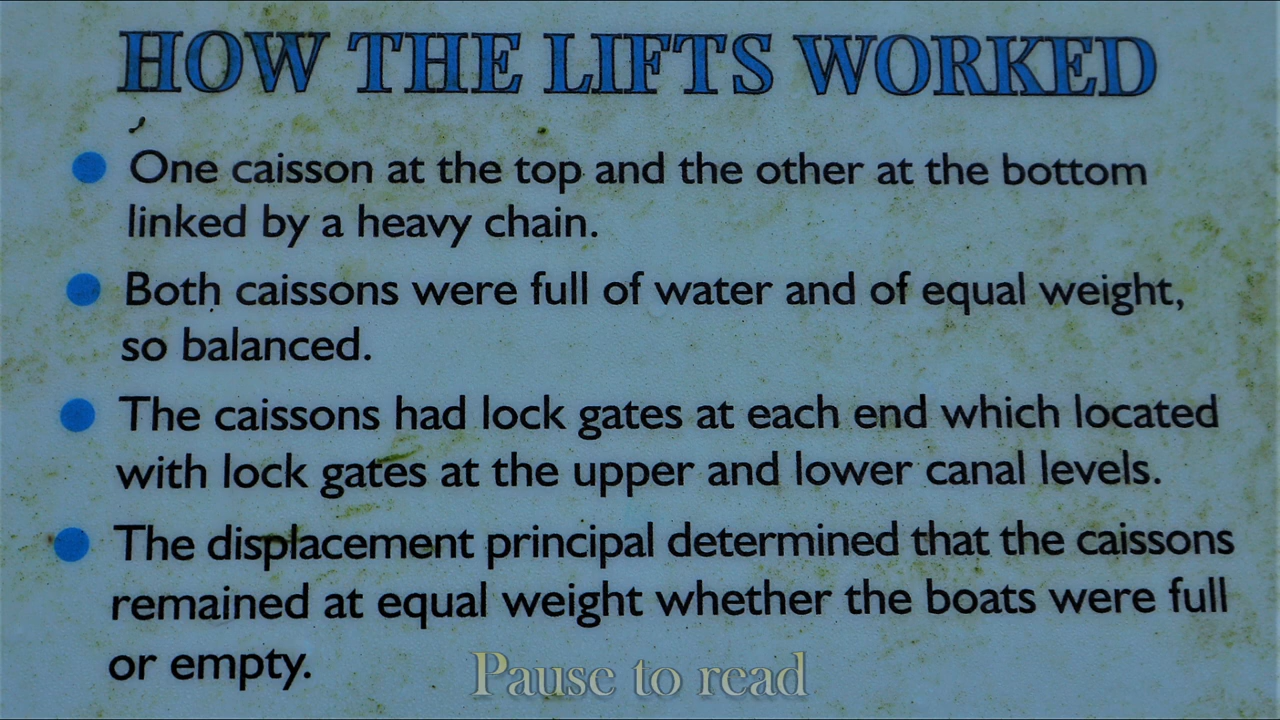 HOW THE LIFTS WORKED
One caisson at the top and the other at the bottom
linked by a heavy chain.
Both caissons were full of water and of equal weight,
so balanced.
The caissons had lock gates at each end which located
with lock gates at the upper and lower canal levels.
The displacement principal determined that the caissons
remained at equal weight whether the boats were full
or empty.
Pause to read